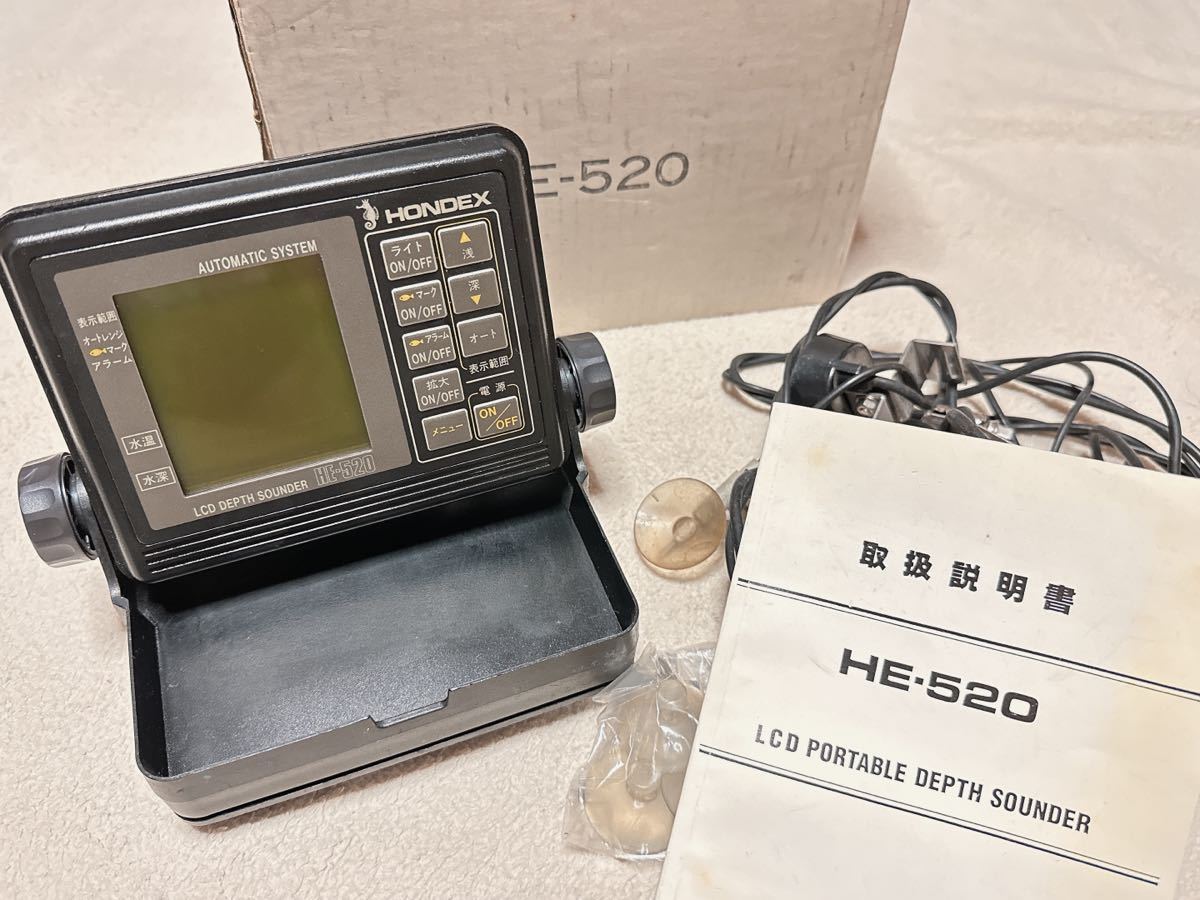 E-520
HONDEX
AUTOMATIC SYSTEM
表示範囲
オートレンジ
マーク
アラーム
水温
水深
LCD DEPTH SOUNDER HE-520
ライト
ON/OFF
マーク
ON/OFF
アラーム
ON/OFF
拡大
ON/OFF
メニュー
▲
浅
深
▼
オート
表示範囲
電源
ON/OFF
取扱説明書
HE-520
LCD PORTABLE DEPTH SOUNDER